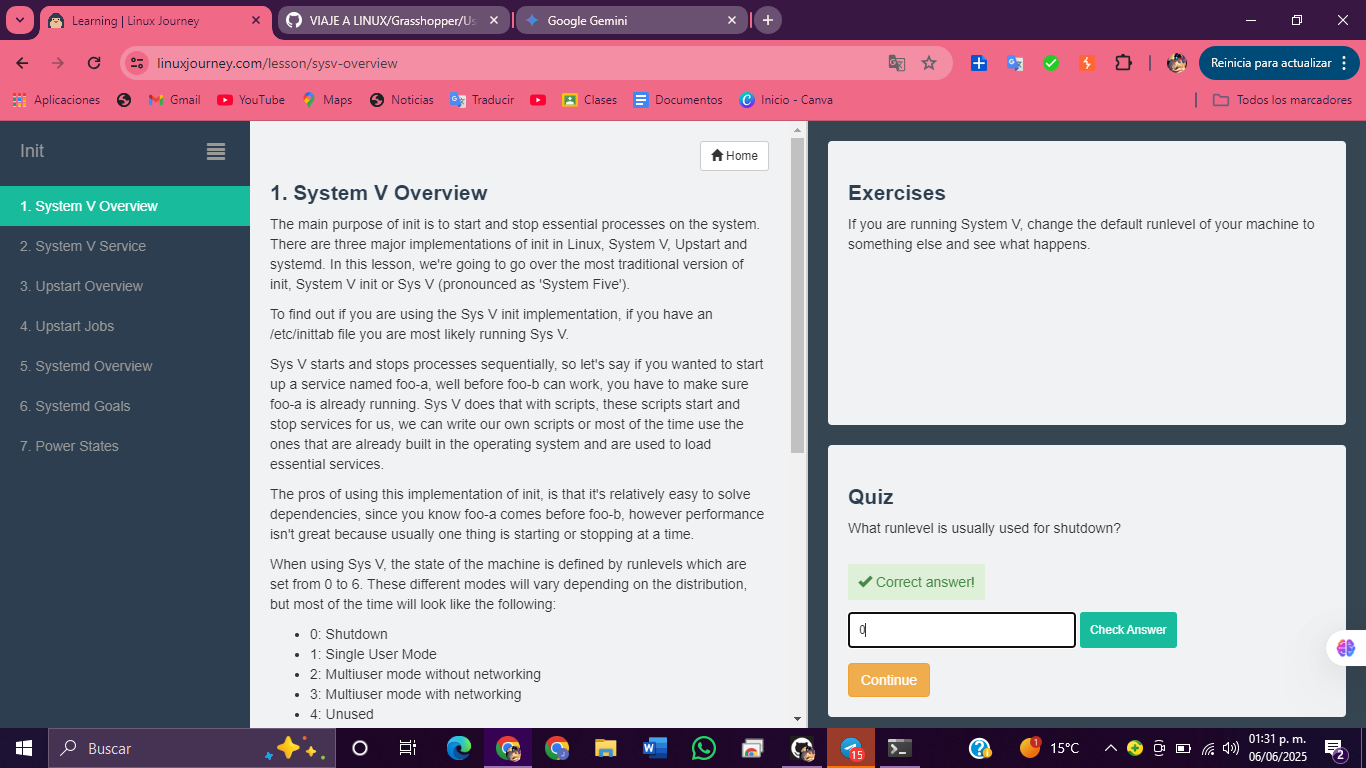 Learning | Linux Journey
VIAJE A LINUX/Grasshopper/Us
Google Gemini
linuxjourney.com/lesson/sysv-overview
Reinicia para actualizar
Aplicaciones
Gmail
YouTube
Maps
Noticias
Traducir
Clases
Documentos
Inicio - Canva
Todos los marcadores
Init
1. System V Overview
2. System V Service
3. Upstart Overview
4. Upstart Jobs
5. Systemd Overview
6. Systemd Goals
7. Power States
Home
1. System V Overview
The main purpose of init is to start and stop essential processes on the system.
There are three major implementations of init in Linux, System V, Upstart and
systemd. In this lesson, we're going to go over the most traditional version of
init, System V init or Sys V (pronounced as 'System Five').
To find out if you are using the Sys V init implementation, if you have an
/etc/inittab file you are most likely running Sys V.
Sys V starts and stops processes sequentially, so let's say if you wanted to start
up a service named foo-a, well before foo-b can work, you have to make sure
foo-a is already running. Sys V does that with scripts, these scripts start and
stop services for us, we can write our own scripts or most of the time use the
ones that are already built in the operating system and are used to load
essential services.
The pros of using this implementation of init, is that it's relatively easy to solve
dependencies, since you know foo-a comes before foo-b, however performance
isn't great because usually one thing is starting or stopping at a time.
When using Sys V, the state of the machine is defined by runlevels which are
set from 0 to 6. These different modes will vary depending on the distribution,
but most of the time will look like the following:
• 0: Shutdown
• 1: Single User Mode
• 2: Multiuser mode without networking
• 3: Multiuser mode with networking
• 4: Unused
Exercises
If you are running System V, change the default runlevel of your machine to
something else and see what happens.
Quiz
What runlevel is usually used for shutdown?
Correct answer!
0
Check Answer
Continue
Buscar
15
1
15°C
01:31 p. m.
06/06/2025
2